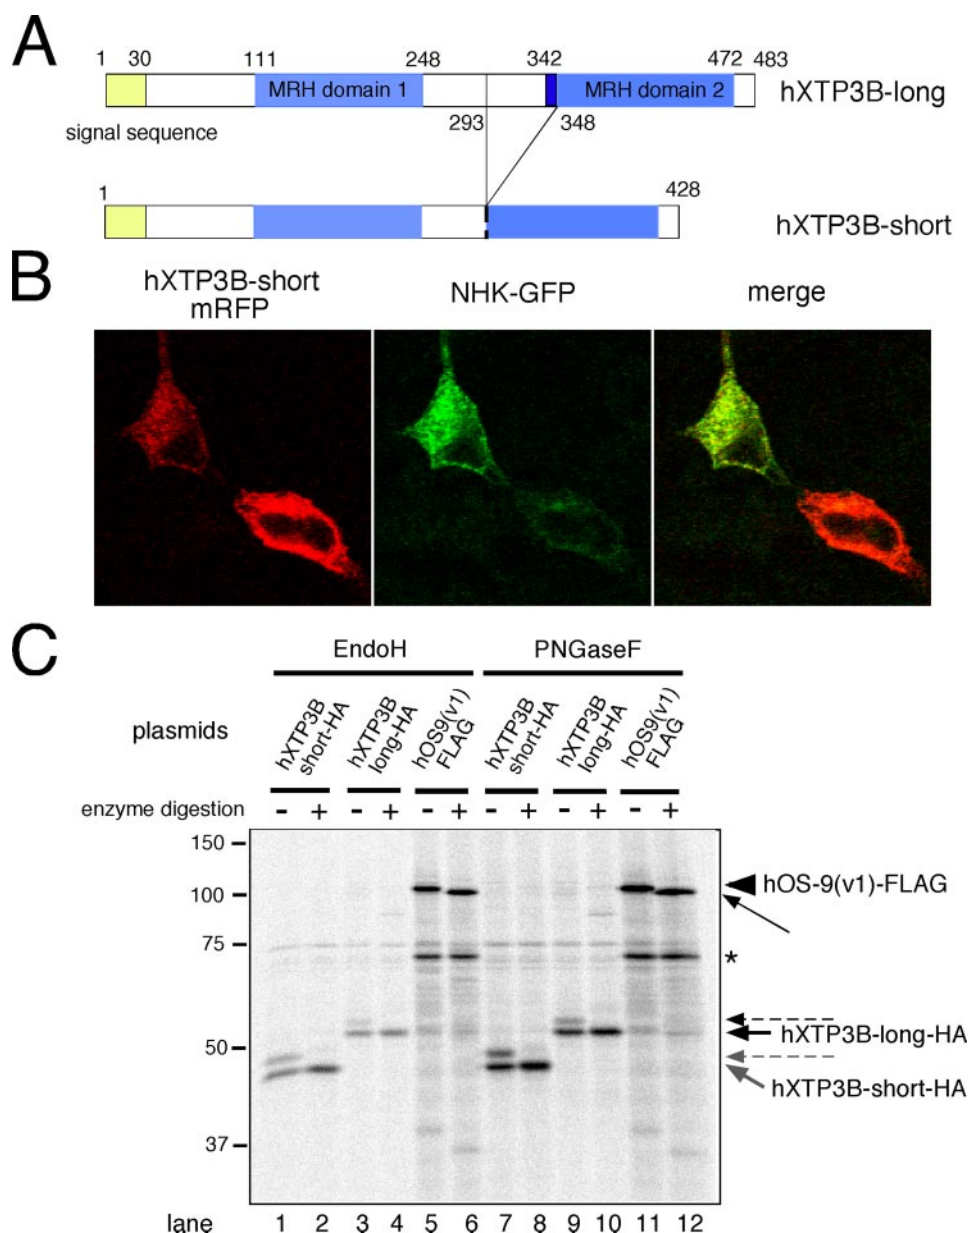 A
1 30 111 248 342 472 483
MRH domain 1 MRH domain 2 hXTP3B-long
signal sequence 293 348
1 428
hXTP3B-short
B
hXTP3B-short NHK-GFP merge
mRFP
C
EndoH PNGaseF
plasmids
hXTP3B
short-HA
hXTP3B
long-HA
hOS9(v1)
FLAG
hXTP3B
short-HA
hXTP3B
long-HA
hOS9(v1)
FLAG
enzyme digestion - + - + - + - + - + - +
150
100 hOS-9(v1)-FLAG
75 *
50 hXTP3B-long-HA
hXTP3B-short-HA
37
lane 1 2 3 4 5 6 7 8 9 10 11 12